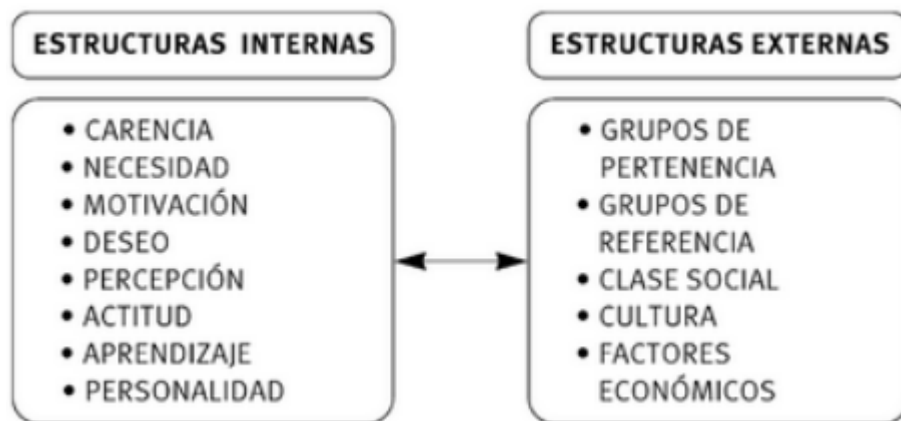 ESTRUCTURAS INTERNAS
• CARENCIA
• NECESIDAD
• MOTIVACIÓN
• DESEO
• PERCEPCIÓN
• ACTITUD
• APRENDIZAJE
• PERSONALIDAD
ESTRUCTURAS EXTERNAS
• GRUPOS DE
PERTENENCIA
• GRUPOS DE
REFERENCIA
• CLASE SOCIAL
• CULTURA
• FACTORES
ECONÓMICOS